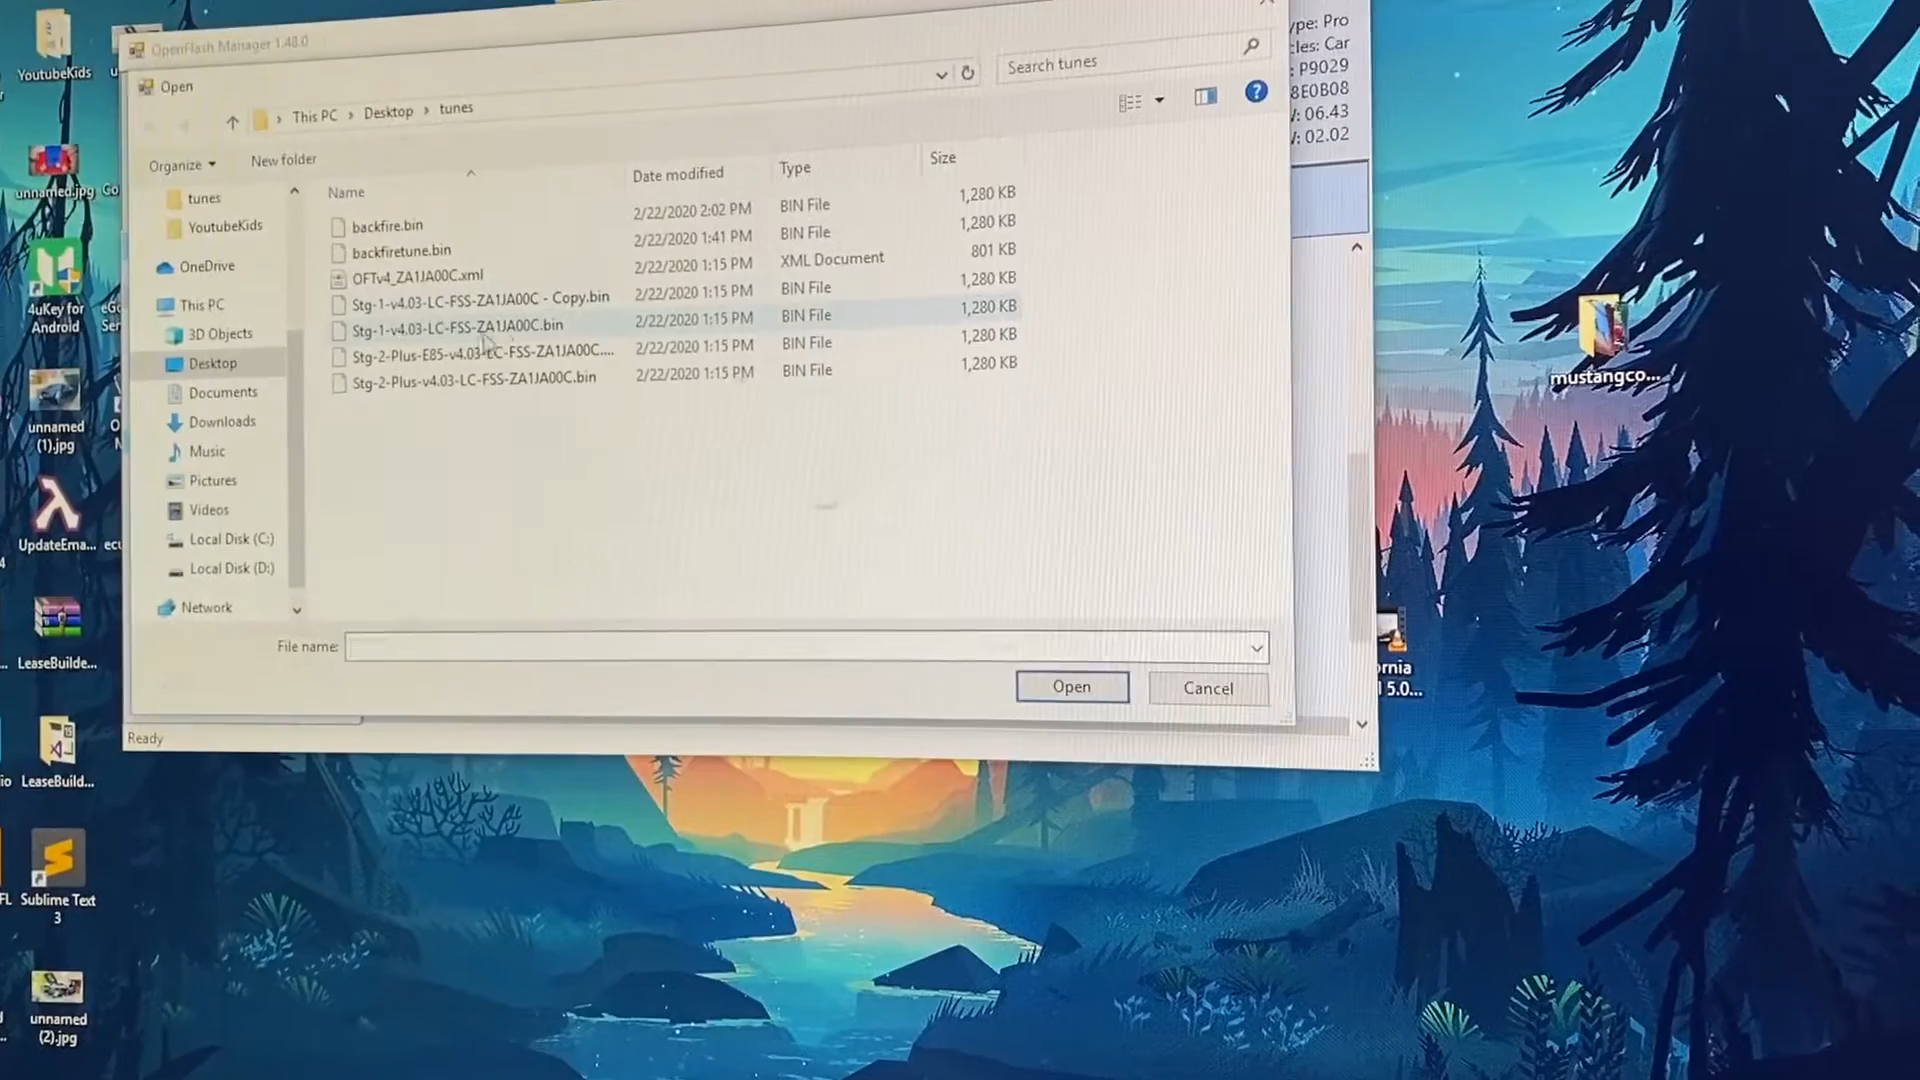 OpenFlash Manager 1.48.0
Open
This PC > Desktop > tunes
Search tunes
Organize
New folder
Name
Date modified
Type
Size
backfire.bin
2/22/2020 2:02 PM
BIN File
1,280 KB
backfiretune.bin
2/22/2020 1:41 PM
BIN File
1,280 KB
OFTv4_ZA1JA00C.xml
2/22/2020 1:15 PM
XML Document
801 KB
Stg-1-v4.03-LC-FSS-ZA1JA00C - Copy.bin
2/22/2020 1:15 PM
BIN File
1,280 KB
Stg-1-v4.03-LC-FSS-ZA1JA00C.bin
2/22/2020 1:15 PM
BIN File
1,280 KB
Stg-2-Plus-E85-v4.03-LC-FSS-ZA1JA00C....
2/22/2020 1:15 PM
BIN File
1,280 KB
Stg-2-Plus-v4.03-LC-FSS-ZA1JA00C.bin
2/22/2020 1:15 PM
BIN File
1,280 KB
tunes
YoutubeKids
OneDrive
This PC
3D Objects
Desktop
Documents
Downloads
Music
Pictures
Videos
Local Disk (C:)
Local Disk (D:)
Network
File name:
Open
Cancel
Ready
ype: Pro
cles: Car
: P9029
8E0B08
/: 06.43
/: 02.02
YoutubeKids
unnamed.jpg
Go
4uKey for
Android
unnamed
(1).jpg
UpdateEma...
ecu
LeaseBuilde...
LeaseBuild...
Sublime Text
3
unnamed
(2).jpg
mustangco...
ornia
l 5.0...